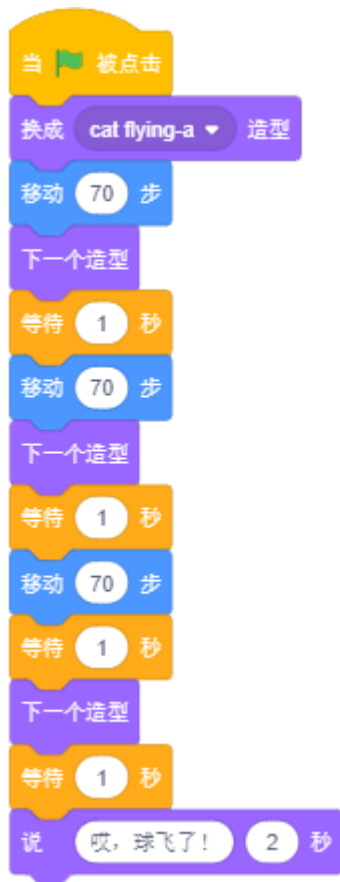 当 被点击
换成 cat flying-a 造型
移动 70 步
下一个造型
等待 1 秒
移动 70 步
下一个造型
等待 1 秒
移动 70 步
等待 1 秒
下一个造型
等待 1 秒
说 哎，球飞了！ 2 秒